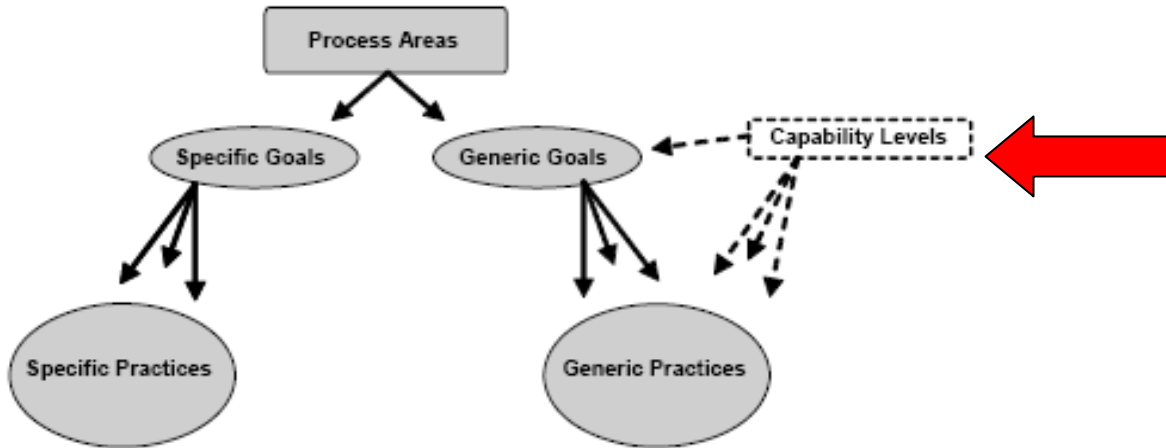 Process Areas
Specific Goals
Generic Goals
Capability Levels
Specific Practices
Generic Practices